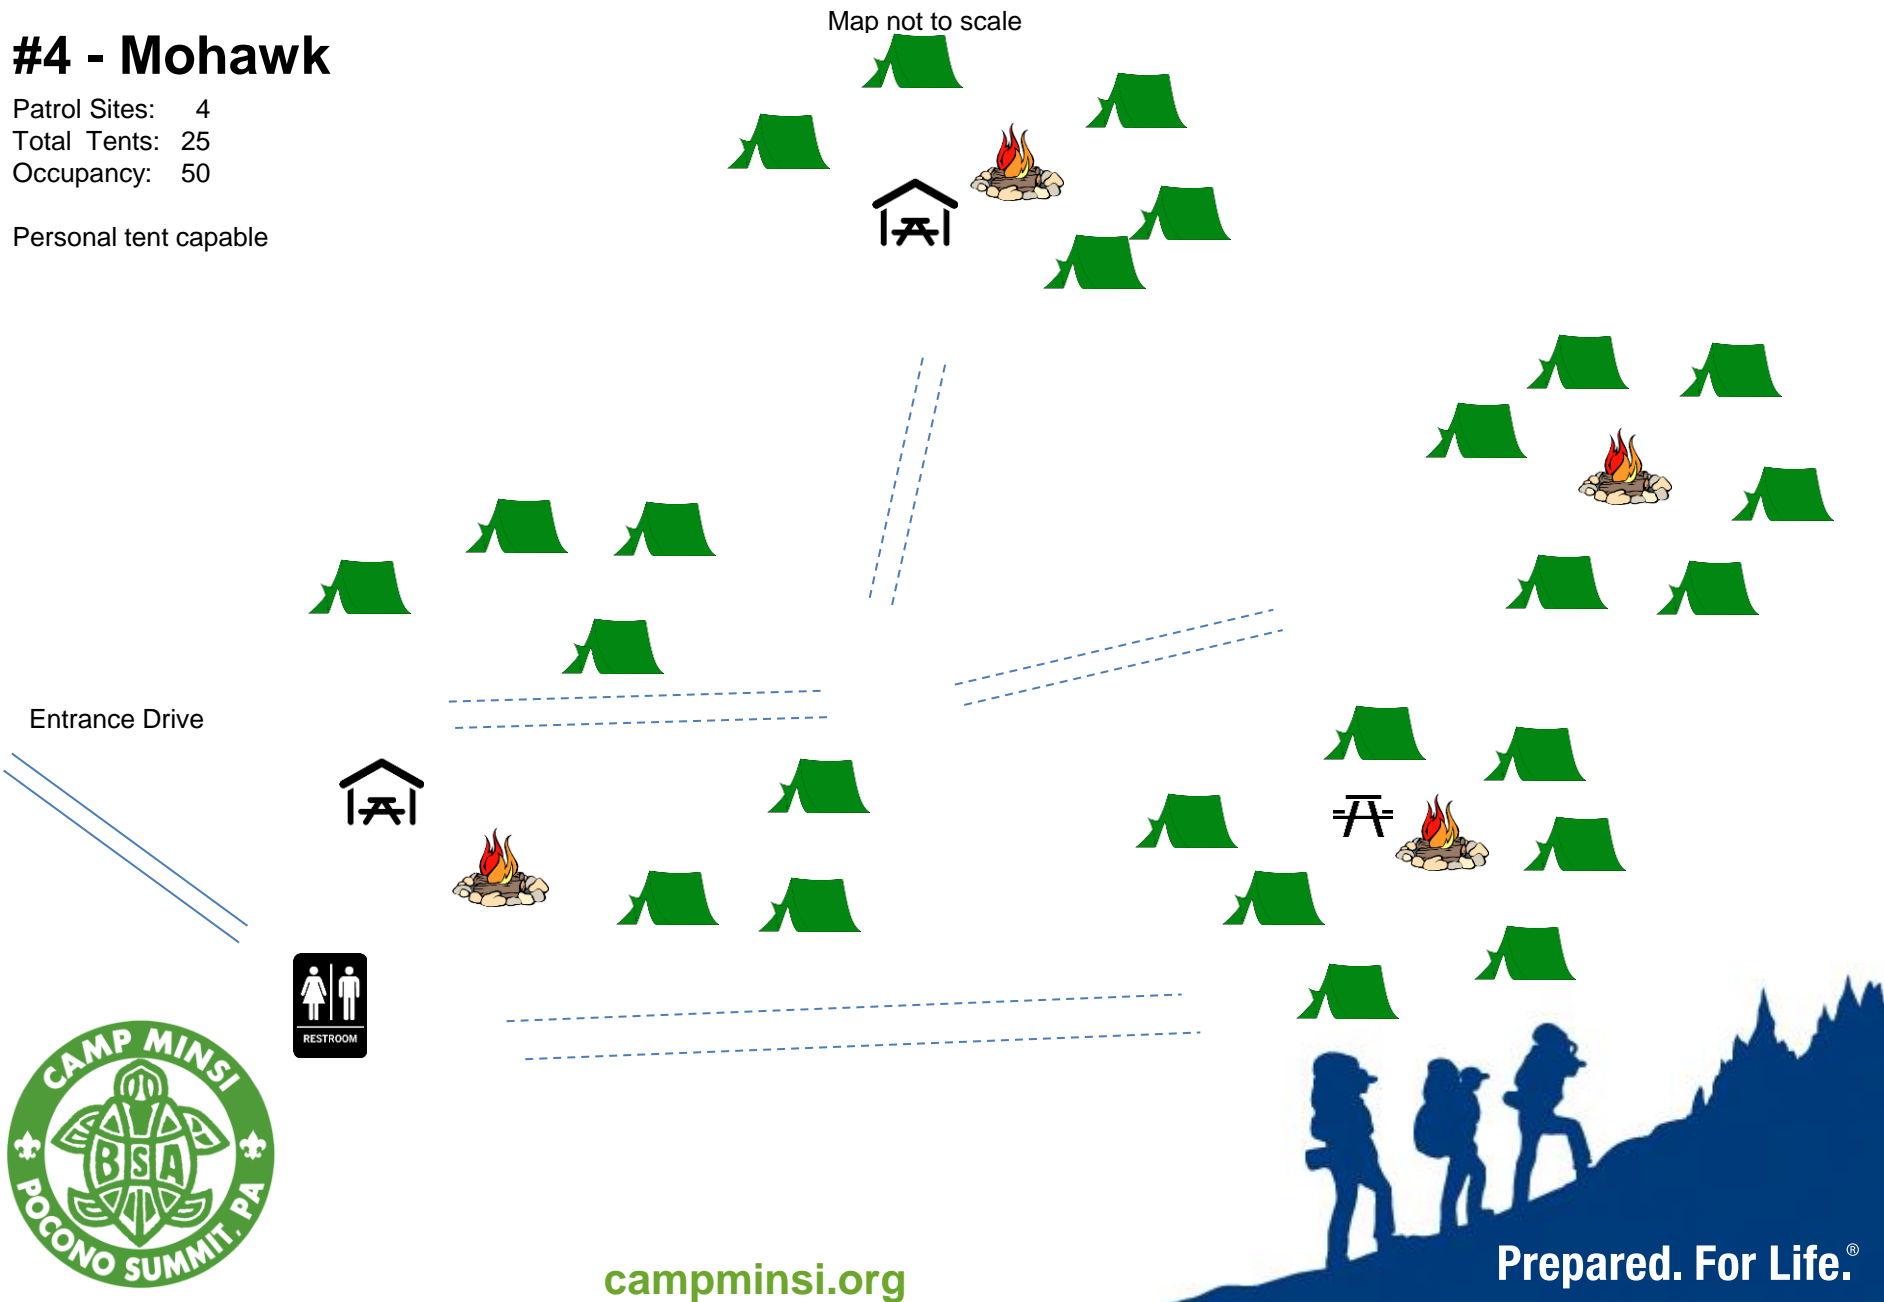 Map not to scale
#4 - Mohawk
Patrol Sites: 4
Total Tents: 25
Occupancy: 50
Personal tent capable
Entrance Drive
RESTROOM
CAMP MINSI
BSA
POCONO SUMMIT, PA
campminsi.org
Prepared. For Life.®